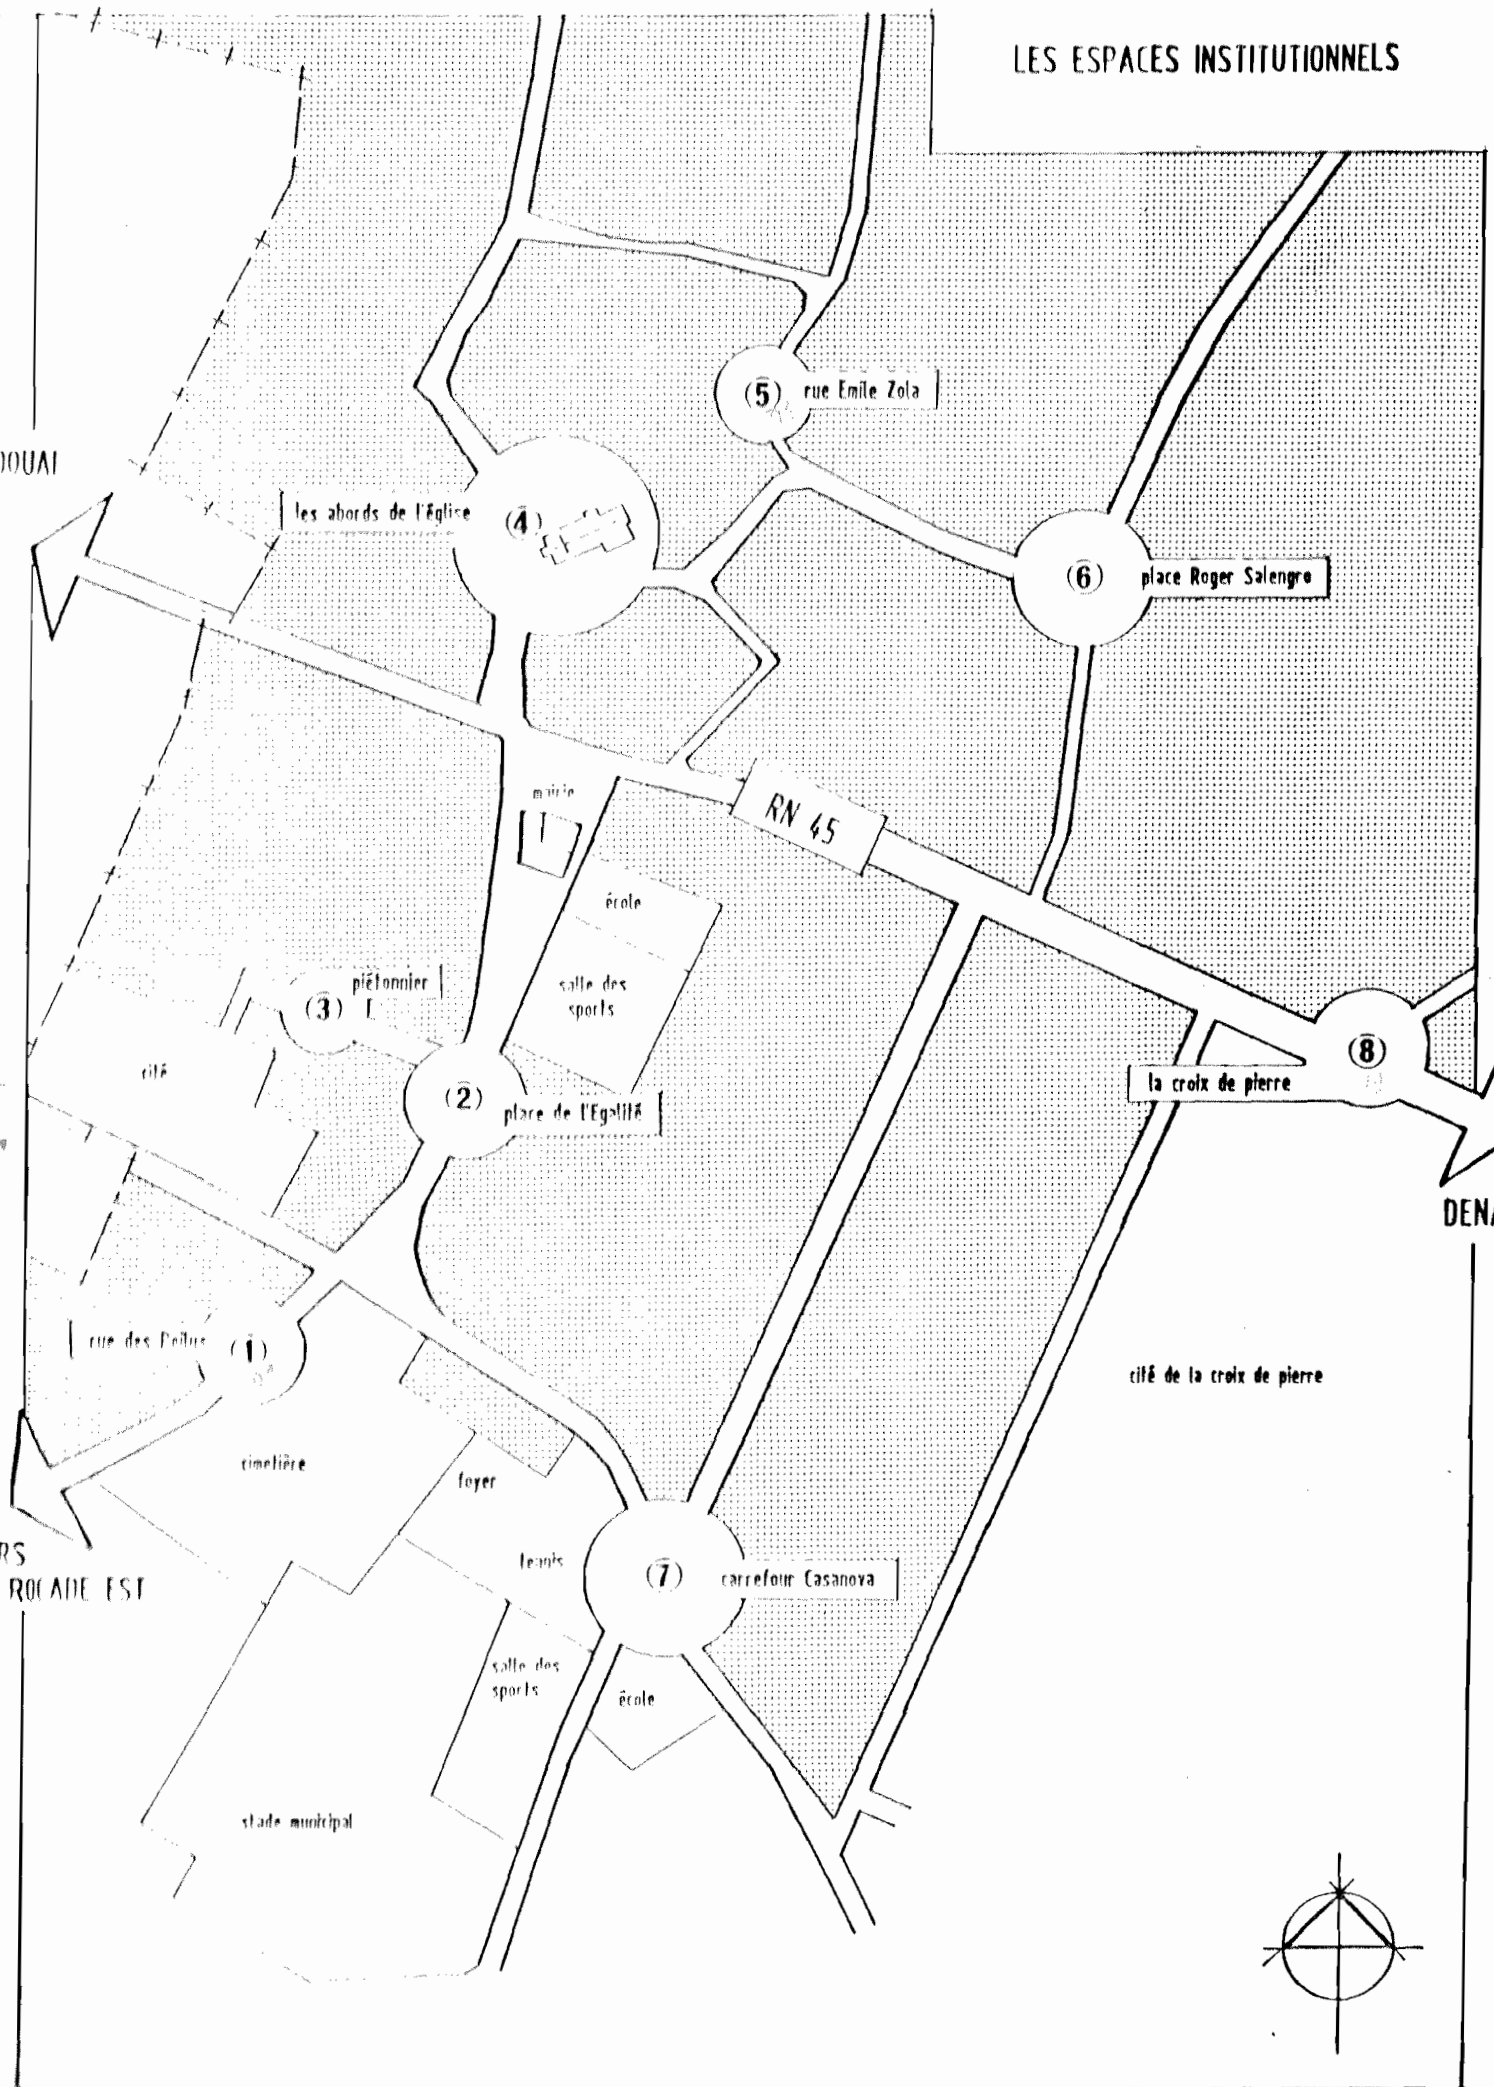 LES ESPACES INSTITUTIONNELS
(5) rue Emile Zola
DOUAI
les abords de l'église (4)
(6) place Roger Salengro
mairie
RN 45
école
piétonnier
(3)
salle des
sports
cité
(8)
la croix de pierre
(2) place de l'Egalité
DENA
rue des Poilus (1)
cité de la croix de pierre
cimetière
foyer
RS
ROCADE EST
tennis
(7) carrefour Casanova
salle des
sports
école
stade municipal